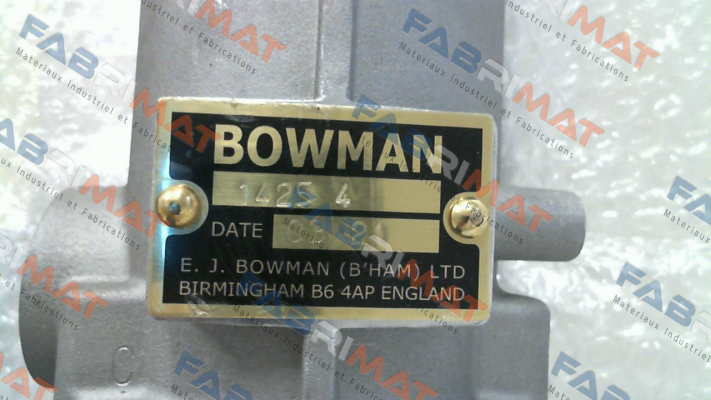 BOWMAN
1425 4
DATE
E. J. BOWMAN (B'HAM) LTD
BIRMINGHAM B6 4AP ENGLAND
C
FABRIMAT
Materiaux Industriel et Fabrications